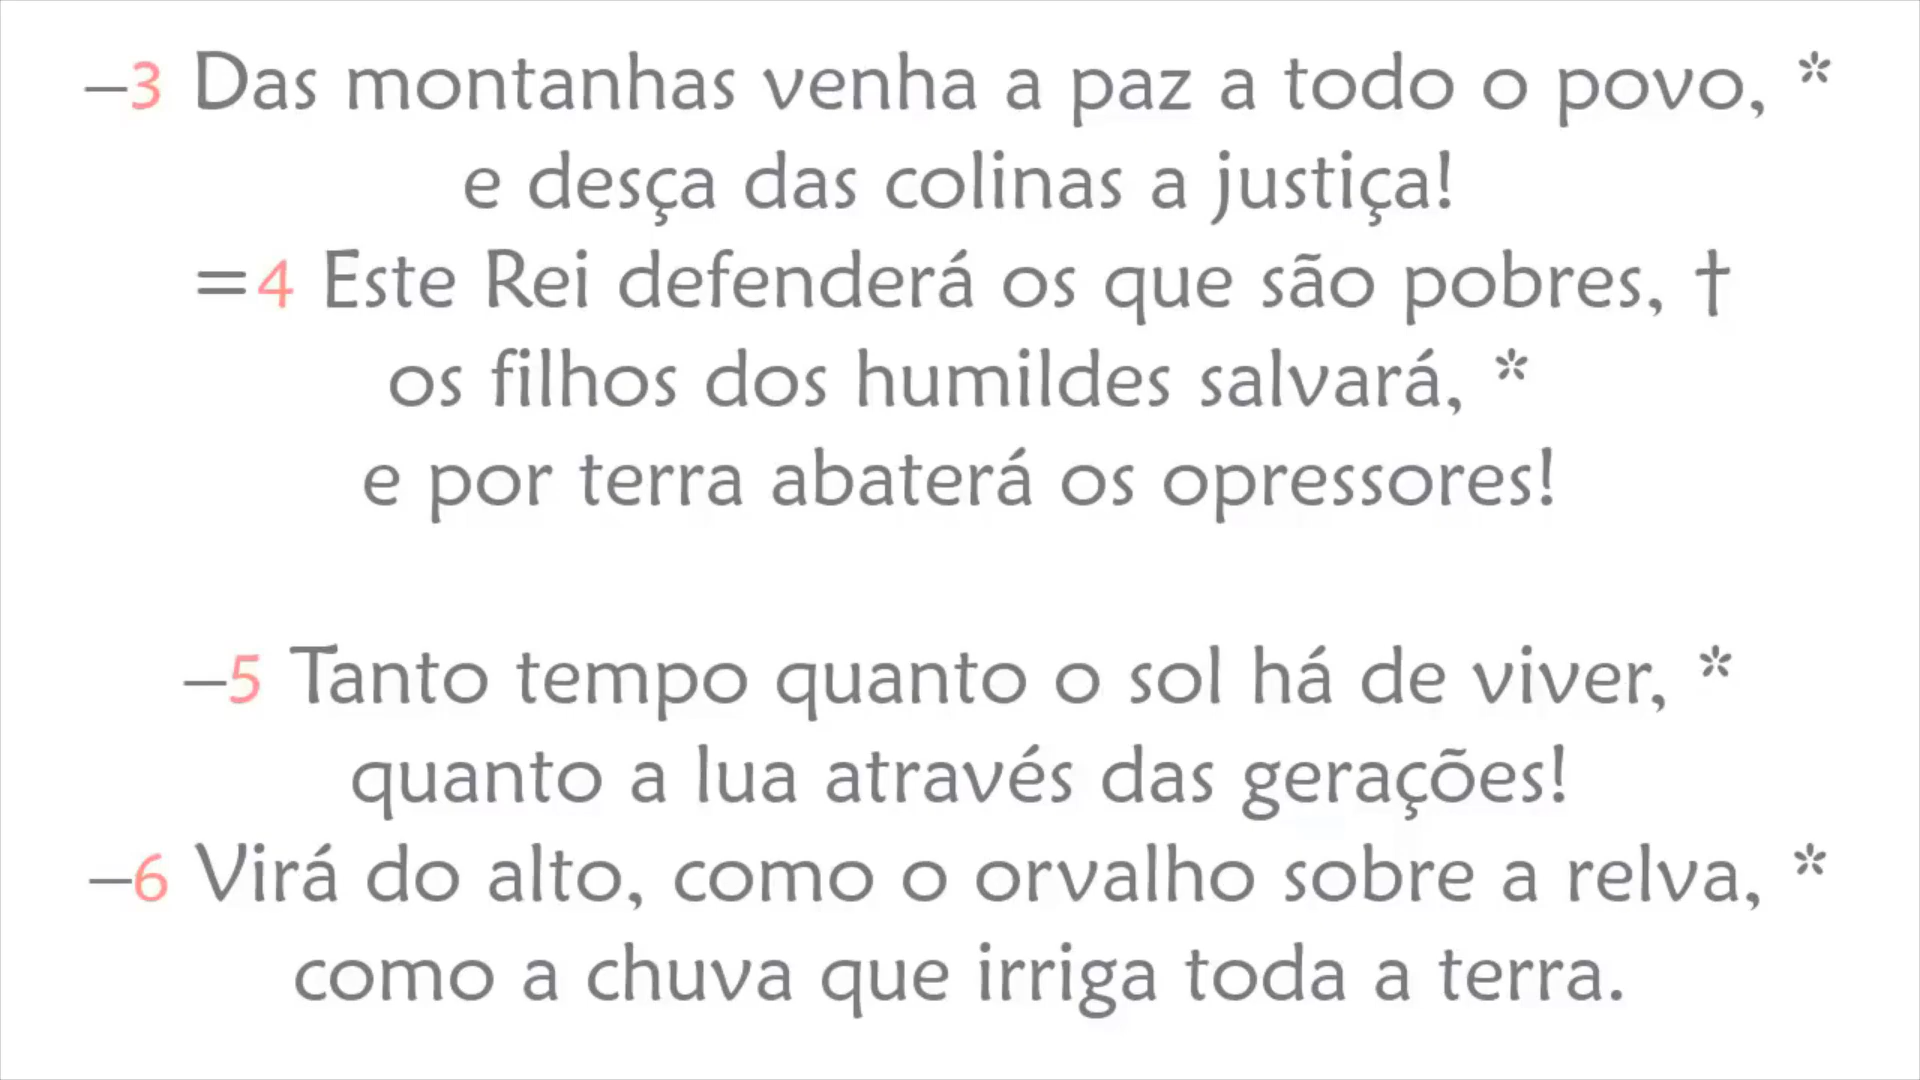 –3 Das montanhas venha a paz a todo o povo, *
e desça das colinas a justiça!
=4 Este Rei defenderá os que são pobres, †
os filhos dos humildes salvará, *
e por terra abaterá os opressores!
–5 Tanto tempo quanto o sol há de viver, *
quanto a lua através das gerações!
–6 Virá do alto, como o orvalho sobre a relva, *
como a chuva que irriga toda a terra.